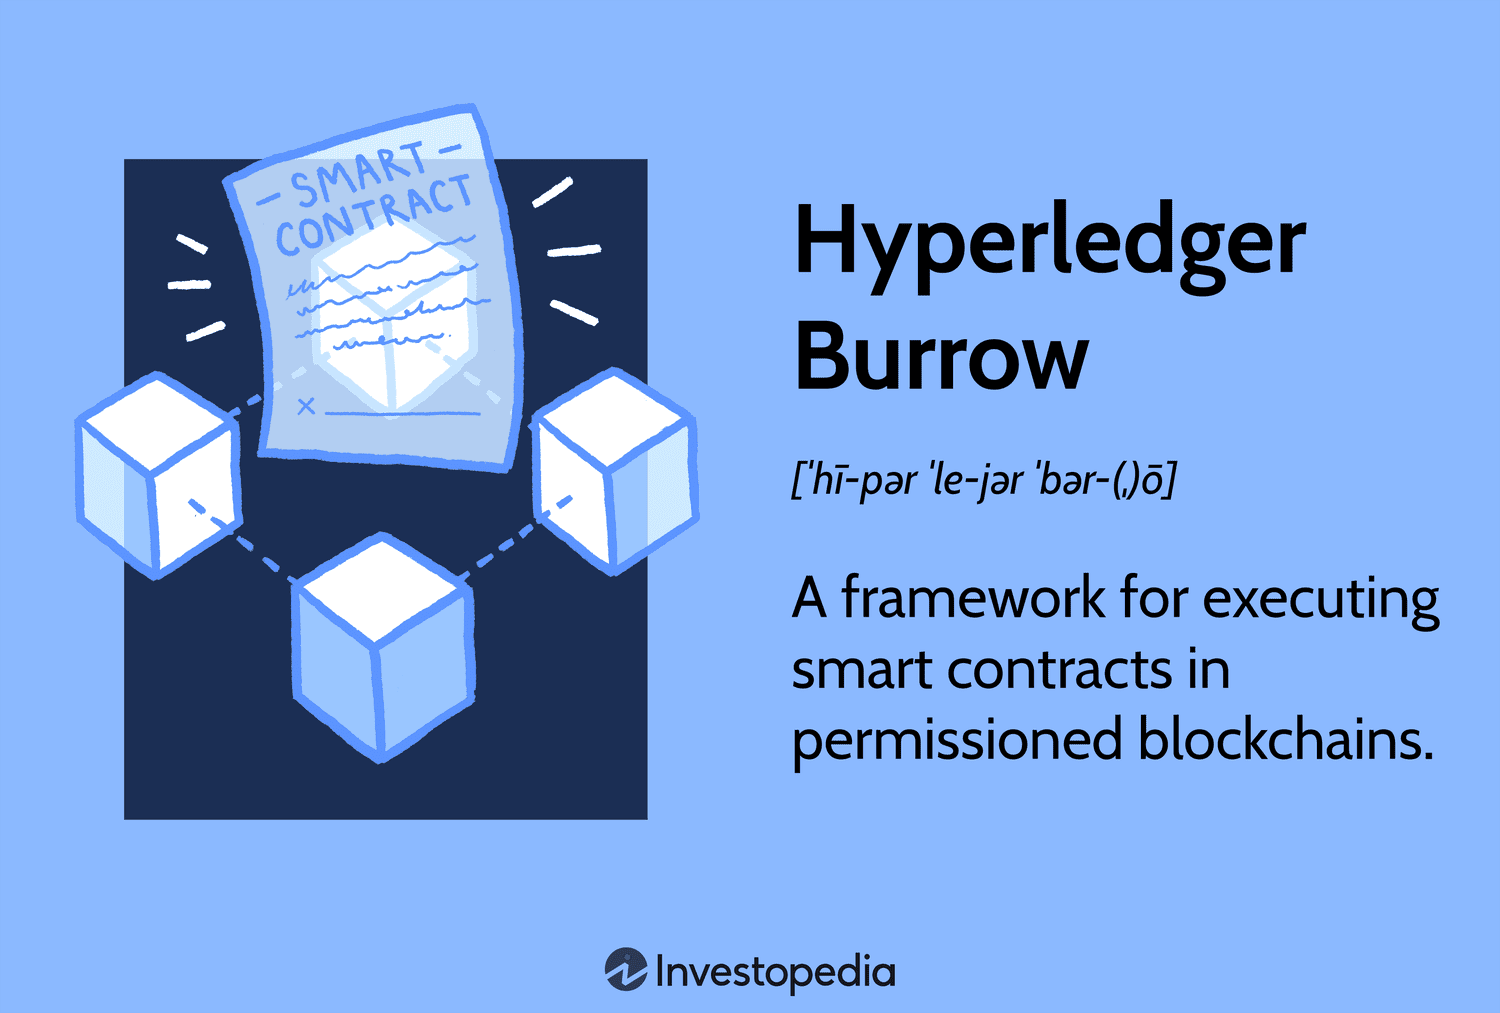 – SMART –
CONTRACT
×
Hyperledger
Burrow
[ˈhī-pər ˈle-jər ˈbər-(ˌ)ō]
A framework for executing
smart contracts in
permissioned blockchains.
Investopedia